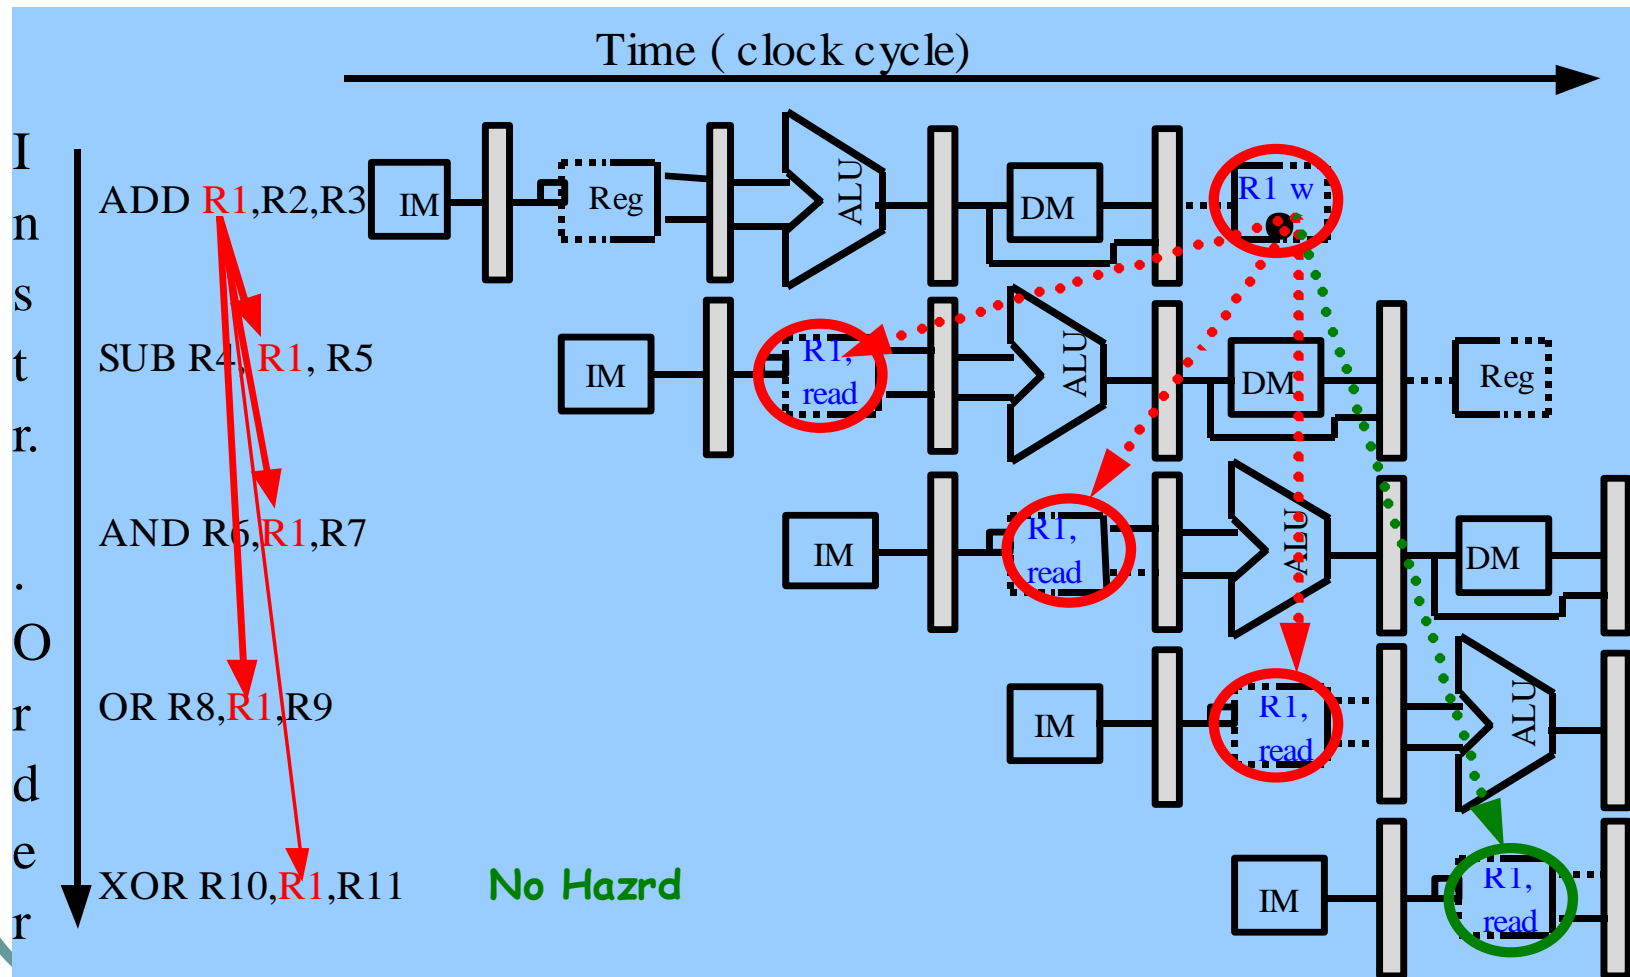 Time ( clock cycle)
Instr. Order
ADD R1,R2,R3
IM
Reg
ALU
DM
R1 w
SUB R4, R1, R5
IM
R1,
read
ALU
DM
Reg
AND R6,R1,R7
IM
R1,
read
ALU
DM
OR R8,R1,R9
IM
R1,
read
ALU
XOR R10,R1,R11
No Hazrd
IM
R1,
read